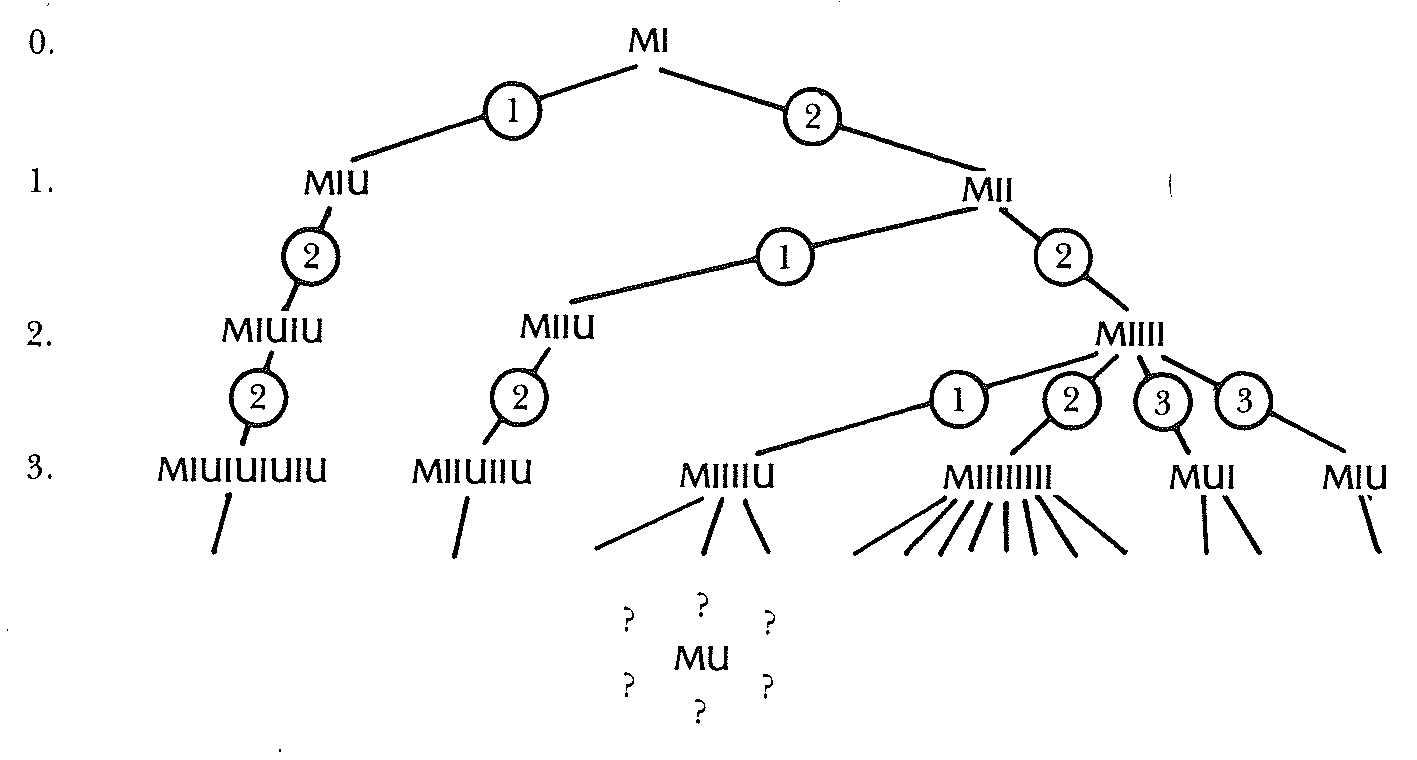 0. MI
1 2
1. MIU MII
2 1 2
2. MIUIU MIIU MIIII
2 2 1 2 3 3
3. MIUIUIUIU MIIUIIU MIIIIU MIIIIIIII MUI MIU
? ? ?
MU
? ? ?